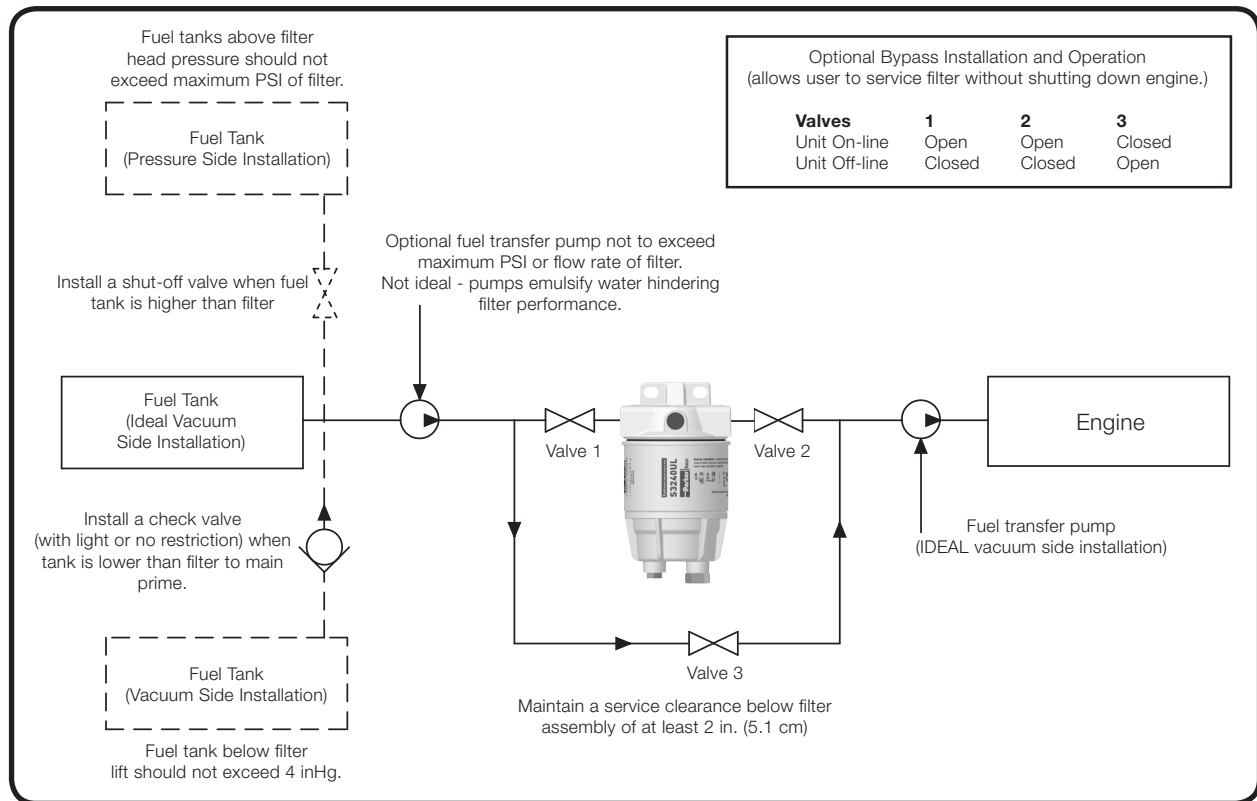 Fuel tanks above filter
head pressure should not
exceed maximum PSI of filter.
Fuel Tank
(Pressure Side Installation)
Optional Bypass Installation and Operation
(allows user to service filter without shutting down engine.)
Valves 1 2 3
Unit On-line Open Open Closed
Unit Off-line Closed Closed Open
Install a shut-off valve when fuel
tank is higher than filter
Optional fuel transfer pump not to exceed
maximum PSI or flow rate of filter.
Not ideal - pumps emulsify water hindering
filter performance.
Fuel Tank
(Ideal Vacuum
Side Installation)
Valve 1
S3240UL
Valve 2
Engine
Install a check valve
(with light or no restriction) when
tank is lower than filter to main
prime.
Fuel transfer pump
(IDEAL vacuum side installation)
Fuel Tank
(Vacuum Side Installation)
Valve 3
Maintain a service clearance below filter
assembly of at least 2 in. (5.1 cm)
Fuel tank below filter
lift should not exceed 4 inHg.